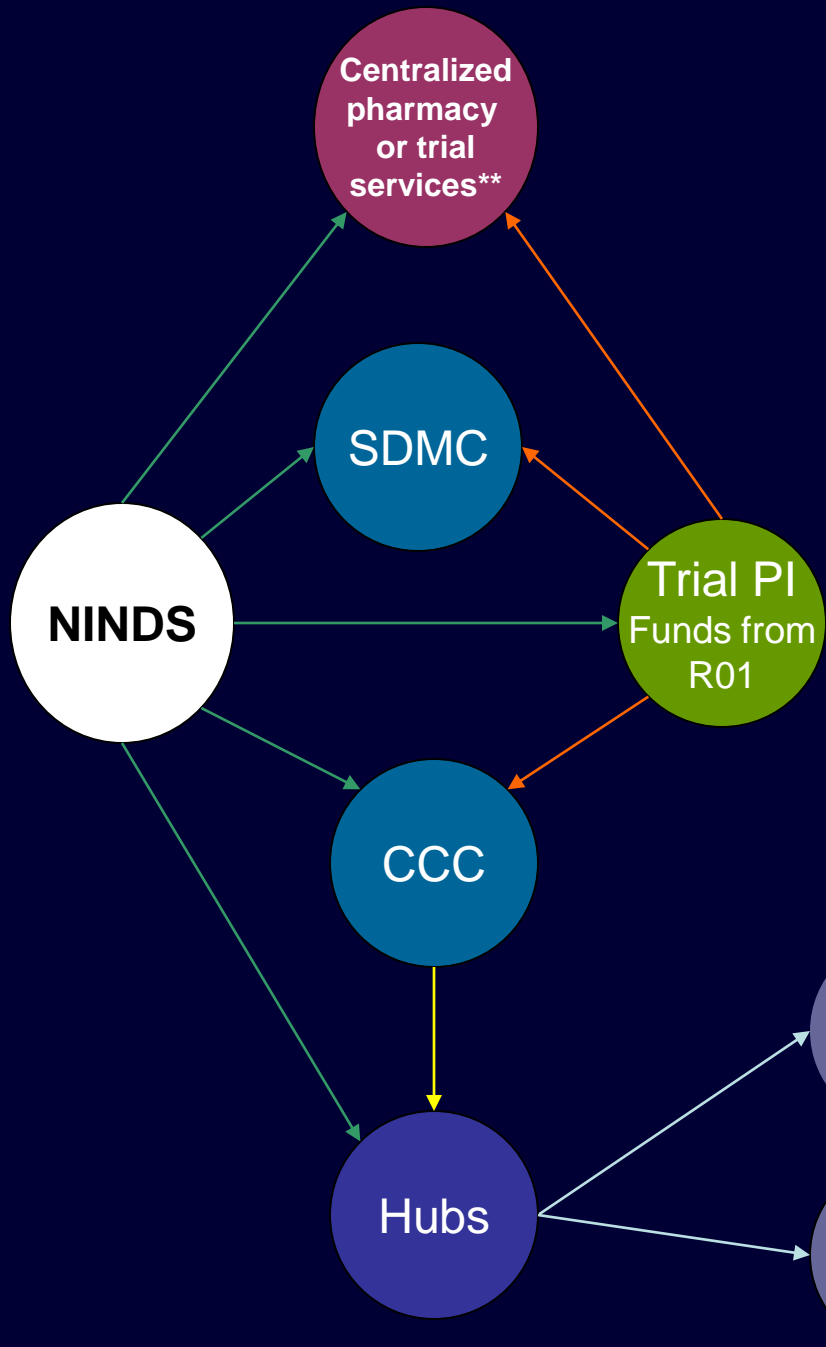 Centralized
pharmacy
or trial
services**
SDMC
NINDS
Trial PI
Funds from
R01
CCC
Hubs